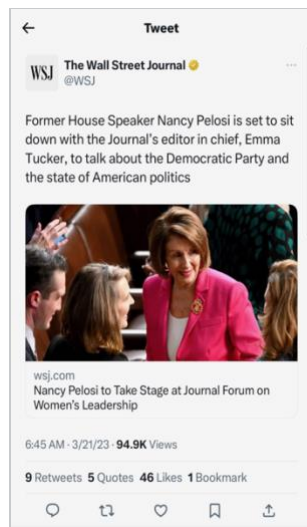 Tweet
WSJ
The Wall Street Journal
@WSJ
Former House Speaker Nancy Pelosi is set to sit
down with the Journal's editor in chief, Emma
Tucker, to talk about the Democratic Party and
the state of American politics
wsj.com
Nancy Pelosi to Take Stage at Journal Forum on
Women's Leadership
6:45 AM · 3/21/23 · 94.9K Views
9 Retweets 5 Quotes 46 Likes 1 Bookmark